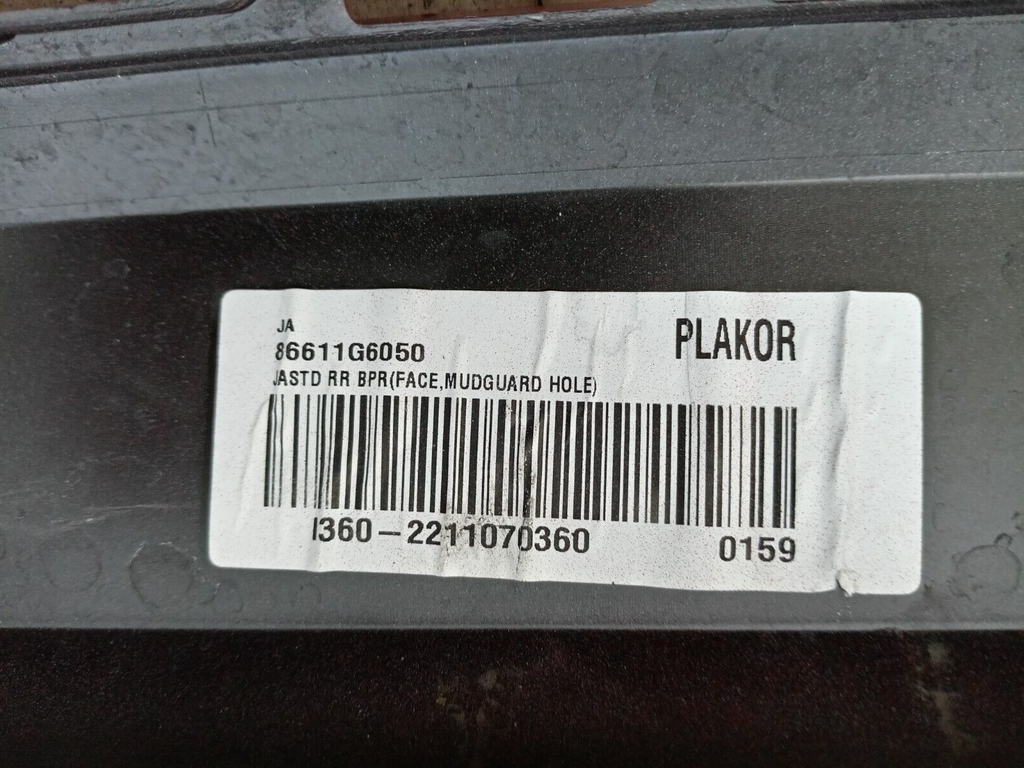 JA
86611G6050
PLAKOR
JASTD RR BPR(FACE,MUDGUARD HOLE)
I360-2211070360 0159